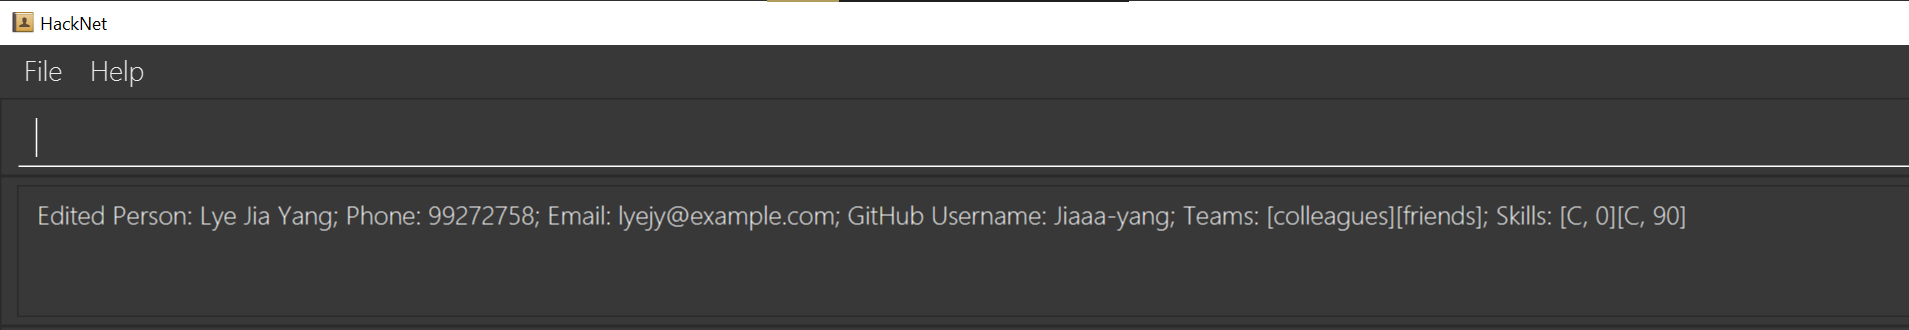 HackNet
File Help
Edited Person: Lye Jia Yang; Phone: 99272758; Email: lyejy@example.com; GitHub Username: Jiaaa-yang; Teams: [colleagues][friends]; Skills: [C, 0][C, 90]